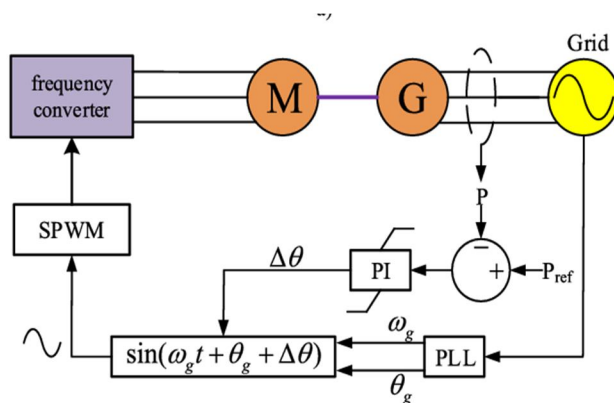 Grid
frequency
converter
M
G
P
SPWM
Δθ
PI
−
+
P_ref
ω_g
sin(ω_g t + θ_g + Δθ)
PLL
θ_g